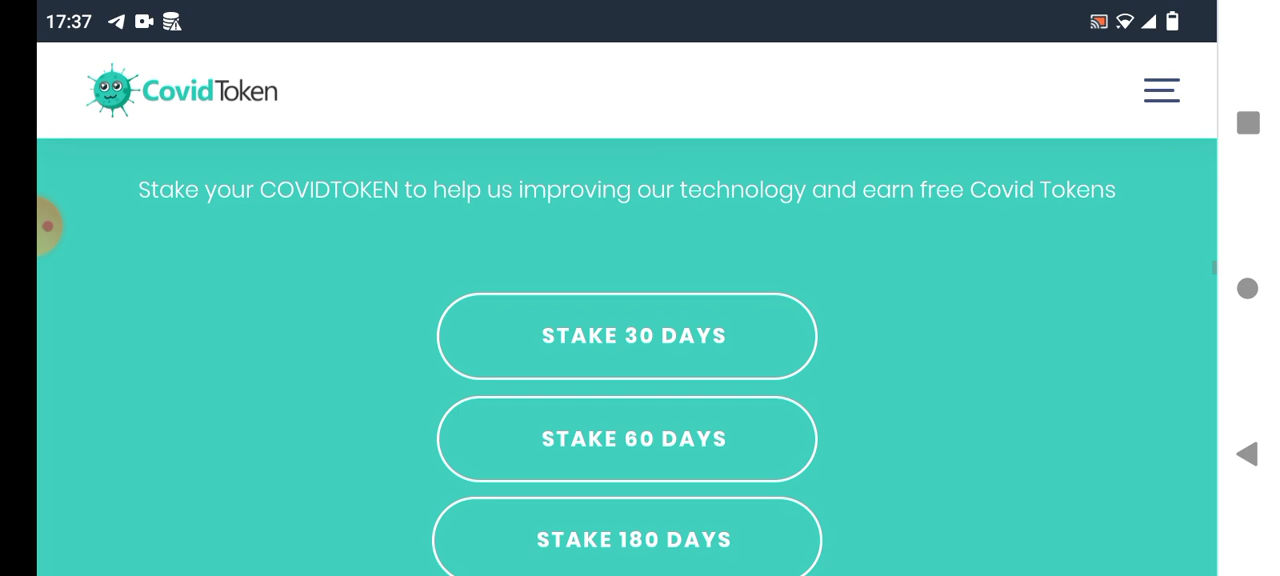 17:37
CovidToken
Stake your COVIDTOKEN to help us improving our technology and earn free Covid Tokens
STAKE 30 DAYS
STAKE 60 DAYS
STAKE 180 DAYS